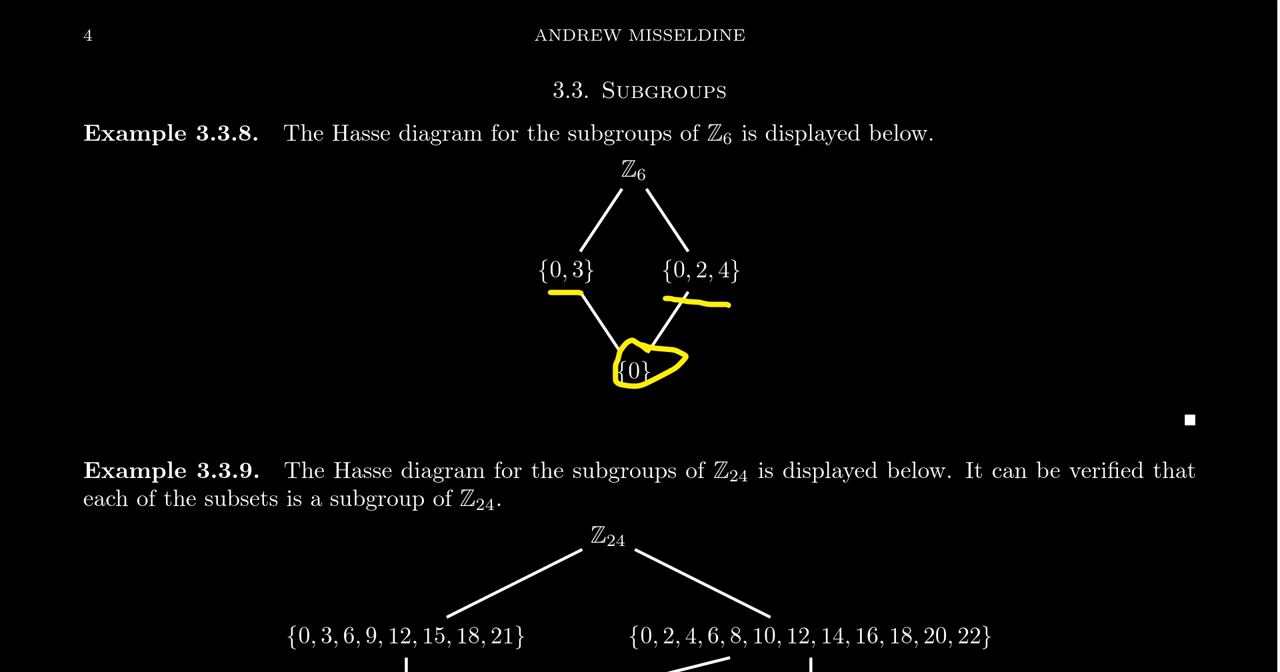 4
ANDREW MISSELDINE
3.3. SUBGROUPS
Example 3.3.8. The Hasse diagram for the subgroups of ℤ₆ is displayed below.
ℤ₆
{0, 3} {0, 2, 4}
{0}
Example 3.3.9. The Hasse diagram for the subgroups of ℤ₂₄ is displayed below. It can be verified that
each of the subsets is a subgroup of ℤ₂₄.
ℤ₂₄
{0, 3, 6, 9, 12, 15, 18, 21} {0, 2, 4, 6, 8, 10, 12, 14, 16, 18, 20, 22}